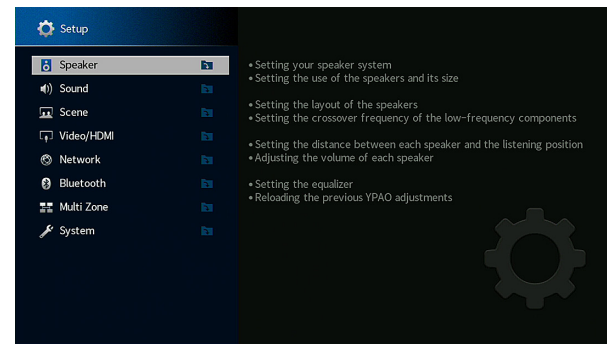 Setup
Speaker
Sound
Scene
Video/HDMI
Network
Bluetooth
Multi Zone
System
•Setting your speaker system
•Setting the use of the speakers and its size
•Setting the layout of the speakers
•Setting the crossover frequency of the low-frequency components
•Setting the distance between each speaker and the listening position
•Adjusting the volume of each speaker
•Setting the equalizer
•Reloading the previous YPAO adjustments